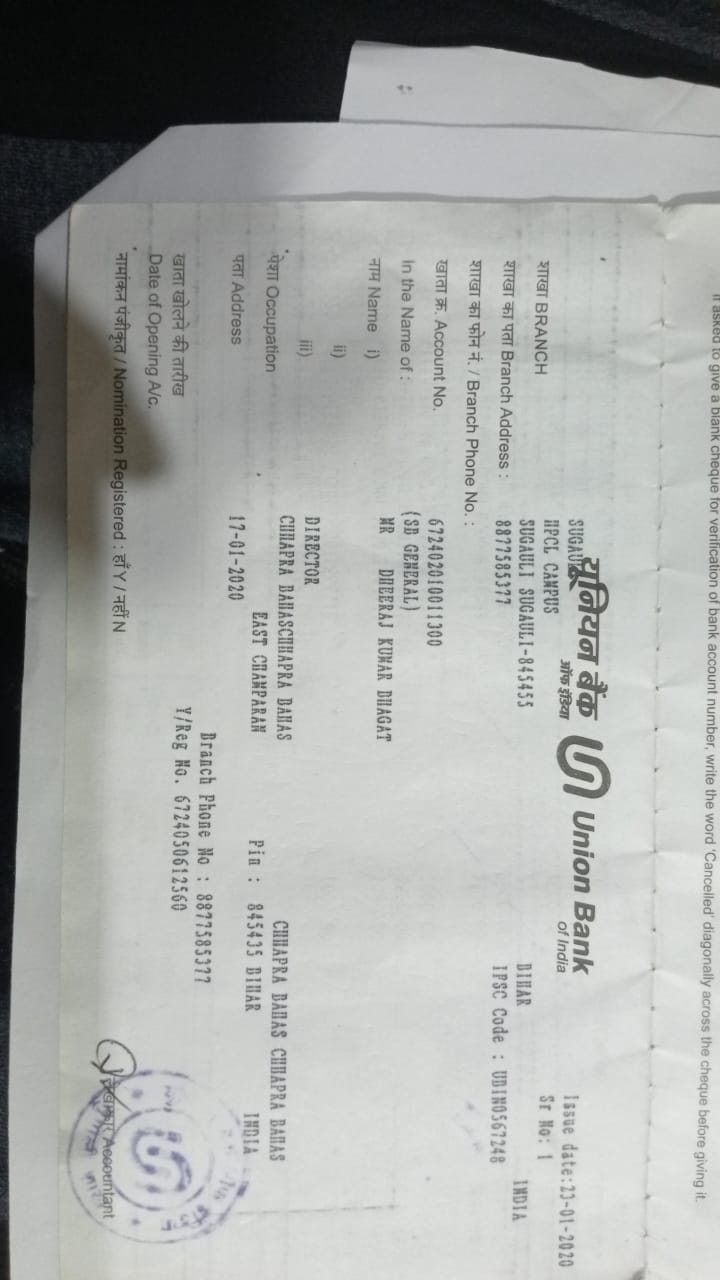 If asked to give a blank cheque for verification of bank account number, write the word 'Cancelled' diagonally across the cheque before giving it.
यूनियन बैंक Union Bank
ऑफ इंडिया of India
Issue date:23-01-2020
Sr No: 1
शाखा BRANCH SUGAULI
HPCL CAMPUS
शाखा का पता Branch Address : SUGAULI SUGAULI-845455 BIHAR INDIA
8877585377 IFSC Code : UBIN0567248
शाखा का फोन नं. / Branch Phone No. :
खाता क्र. Account No. 672402010011300
In the Name of : (SB GENERAL)
नाम Name i) MR DHEERAJ KUMAR BHAGAT
ii)
iii) DIRECTOR
पेशा Occupation CHHAPRA BAHASCHHAPRA BAHAS CHHAPRA BAHAS CHHAPRA BAHAS
पता Address EAST CHAMPARAN Pin : 845435 BIHAR INDIA
17-01-2020
Branch Phone No : 8877585377
खाता खोलने की तारीख Y/Reg No. 6724050612560
Date of Opening A/c.
नामांकन पंजीकृत / Nomination Registered : हाँ Y / नहीं N
Accountant